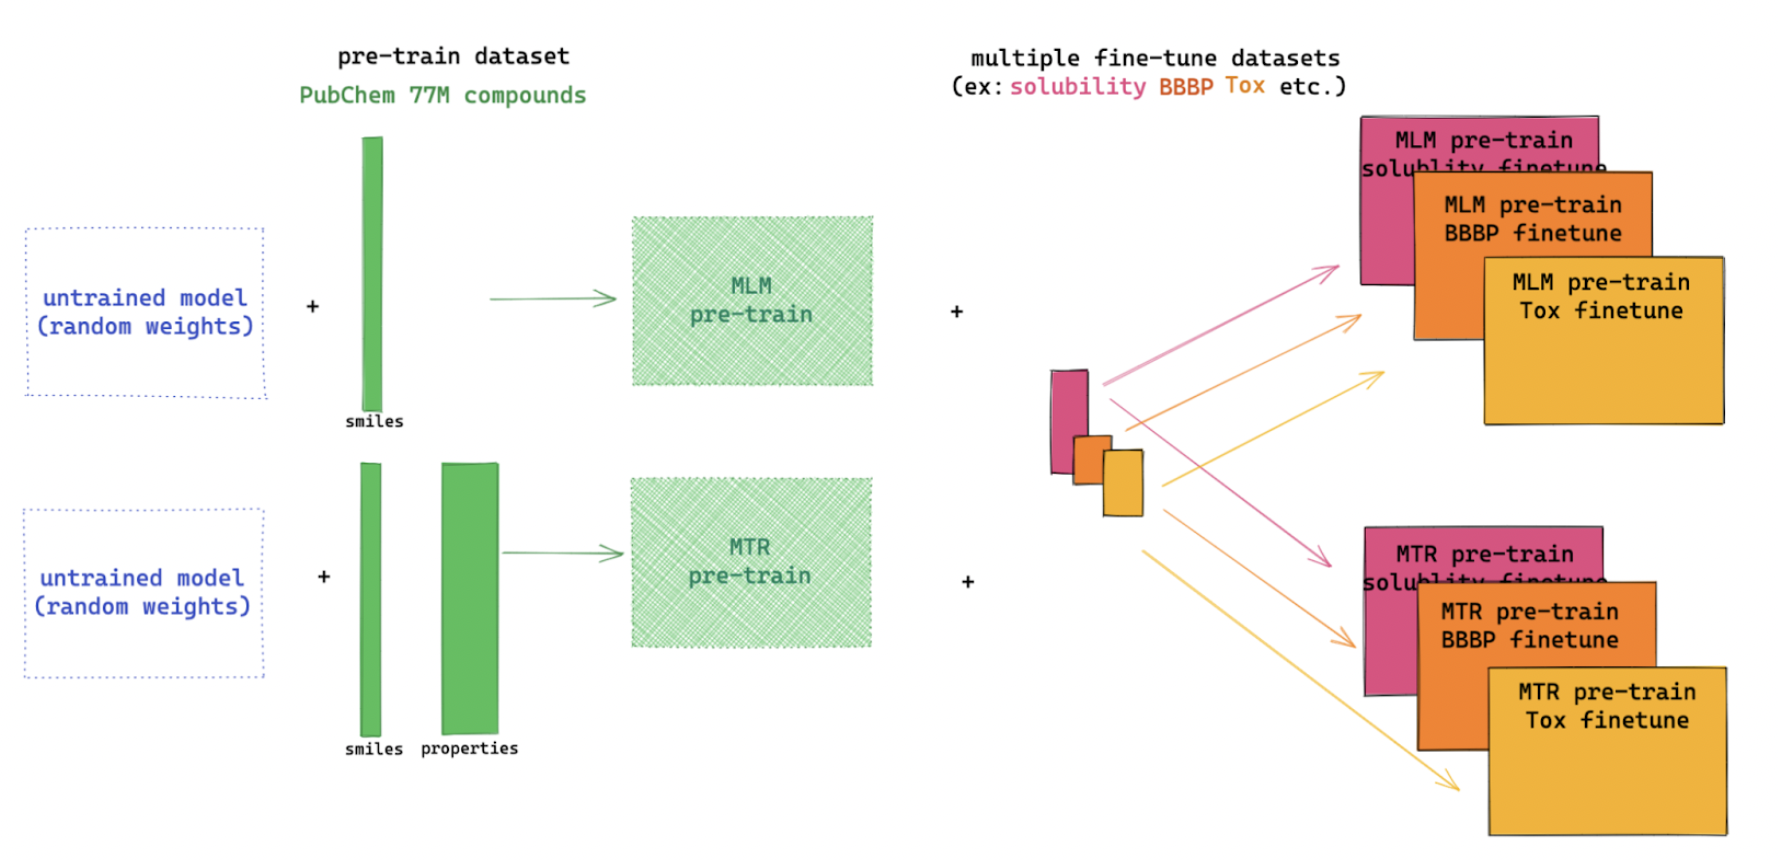 pre-train dataset
PubChem 77M compounds
multiple fine-tune datasets
(ex: solubility BBBP Tox etc.)
untrained model
(random weights)
+
smiles
MLM
pre-train
+
MLM pre-train
solublity finetune
MLM pre-train
BBBP finetune
MLM pre-train
Tox finetune
untrained model
(random weights)
+
smiles
properties
MTR
pre-train
+
MTR pre-train
solublity finetune
MTR pre-train
BBBP finetune
MTR pre-train
Tox finetune